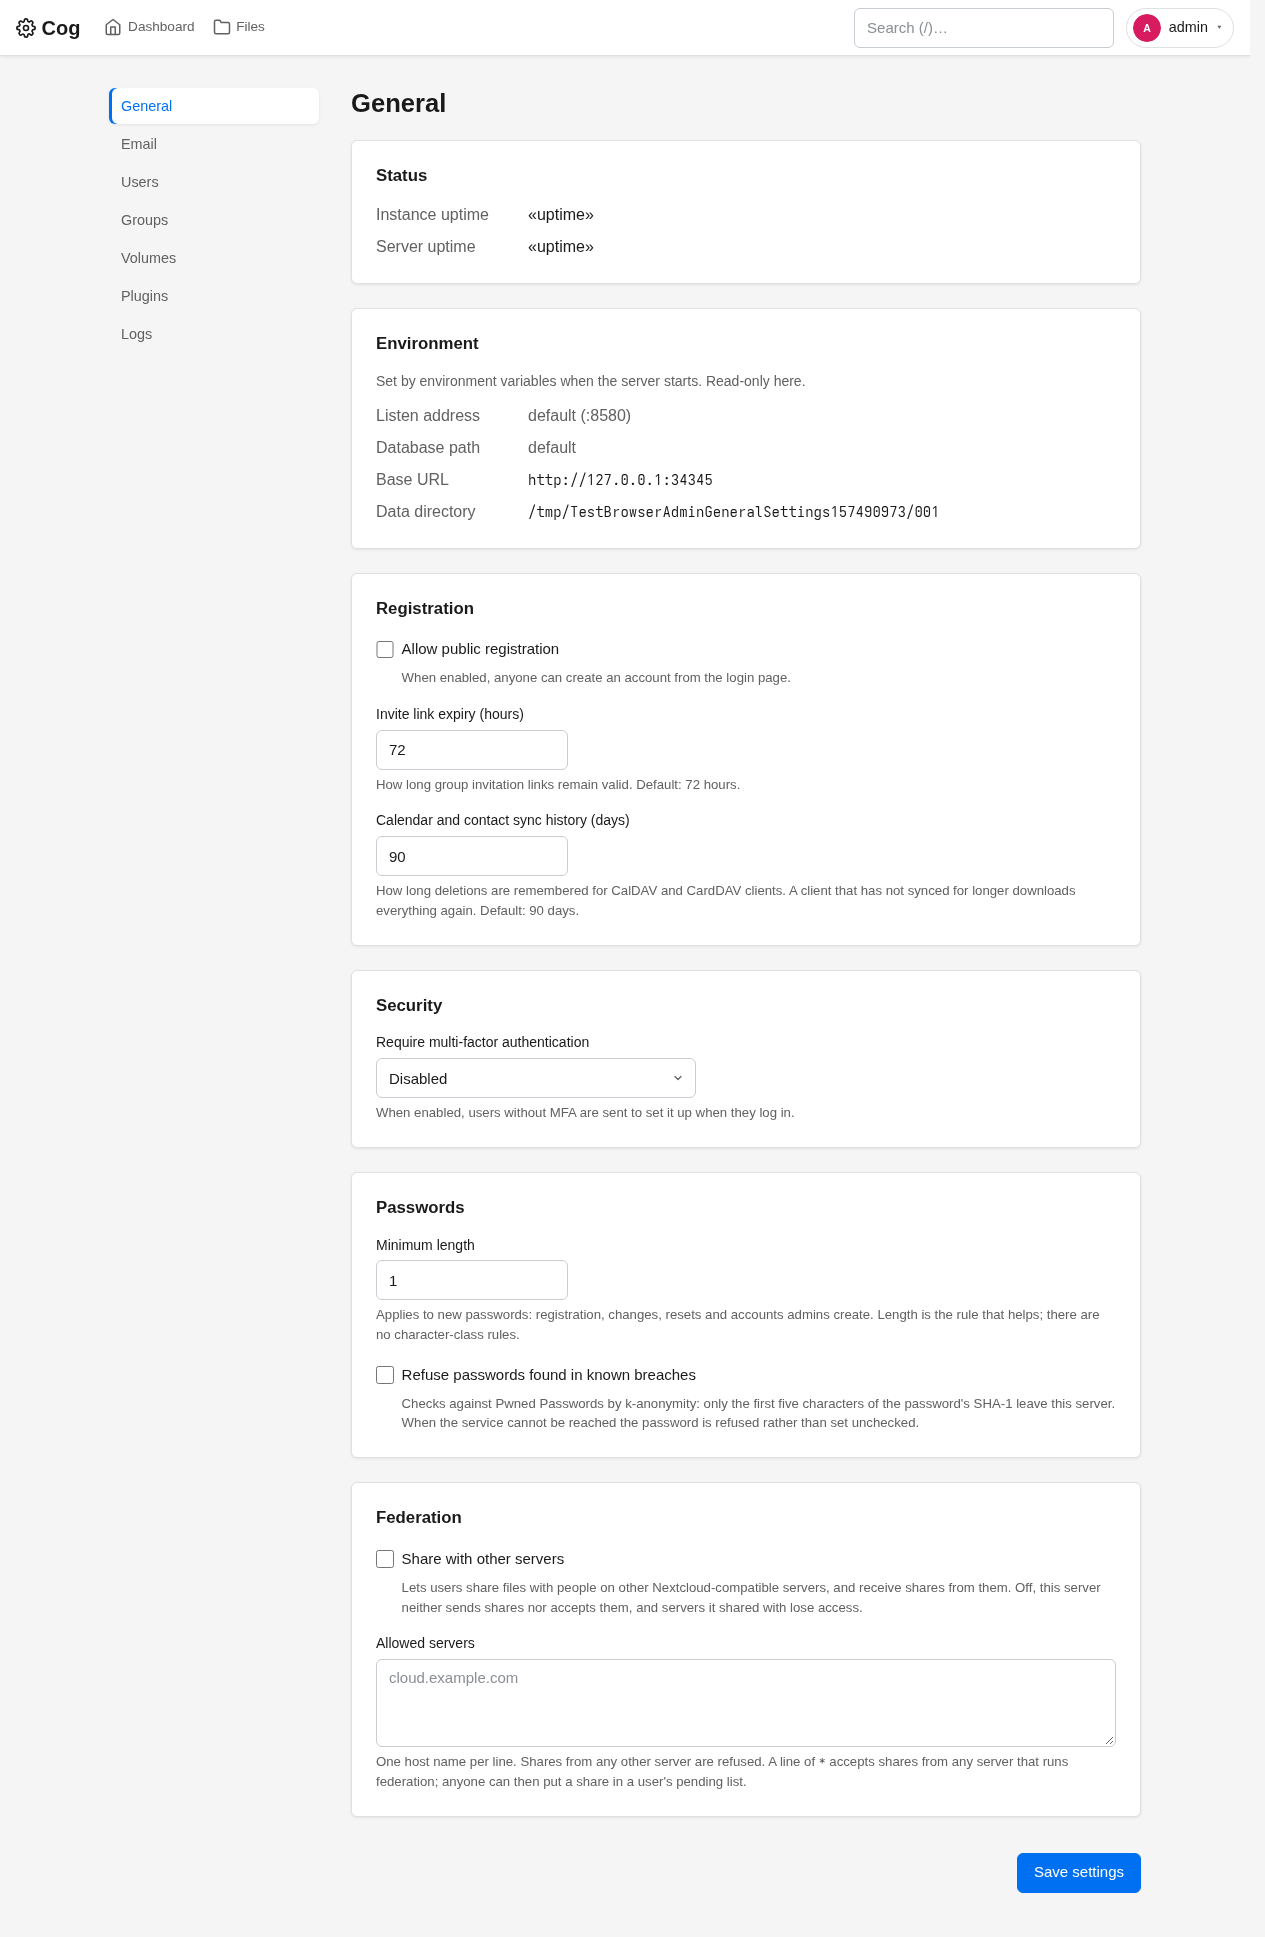 Cog
Dashboard
Files
Search (/)…
A
admin
General
Email
Users
Groups
Volumes
Plugins
Logs
General
Status
Instance uptime «uptime»
Server uptime «uptime»
Environment
Set by environment variables when the server starts. Read-only here.
Listen address default (:8580)
Database path default
Base URL http://127.0.0.1:34345
Data directory /tmp/TestBrowserAdminGeneralSettings157490973/001
Registration
Allow public registration
When enabled, anyone can create an account from the login page.
Invite link expiry (hours)
72
How long group invitation links remain valid. Default: 72 hours.
Calendar and contact sync history (days)
90
How long deletions are remembered for CalDAV and CardDAV clients. A client that has not synced for longer downloads
everything again. Default: 90 days.
Security
Require multi-factor authentication
Disabled
When enabled, users without MFA are sent to set it up when they log in.
Passwords
Minimum length
1
Applies to new passwords: registration, changes, resets and accounts admins create. Length is the rule that helps; there are
no character-class rules.
Refuse passwords found in known breaches
Checks against Pwned Passwords by k-anonymity: only the first five characters of the password's SHA-1 leave this server.
When the service cannot be reached the password is refused rather than set unchecked.
Federation
Share with other servers
Lets users share files with people on other Nextcloud-compatible servers, and receive shares from them. Off, this server
neither sends shares nor accepts them, and servers it shared with lose access.
Allowed servers
cloud.example.com
One host name per line. Shares from any other server are refused. A line of * accepts shares from any server that runs
federation; anyone can then put a share in a user's pending list.
Save settings